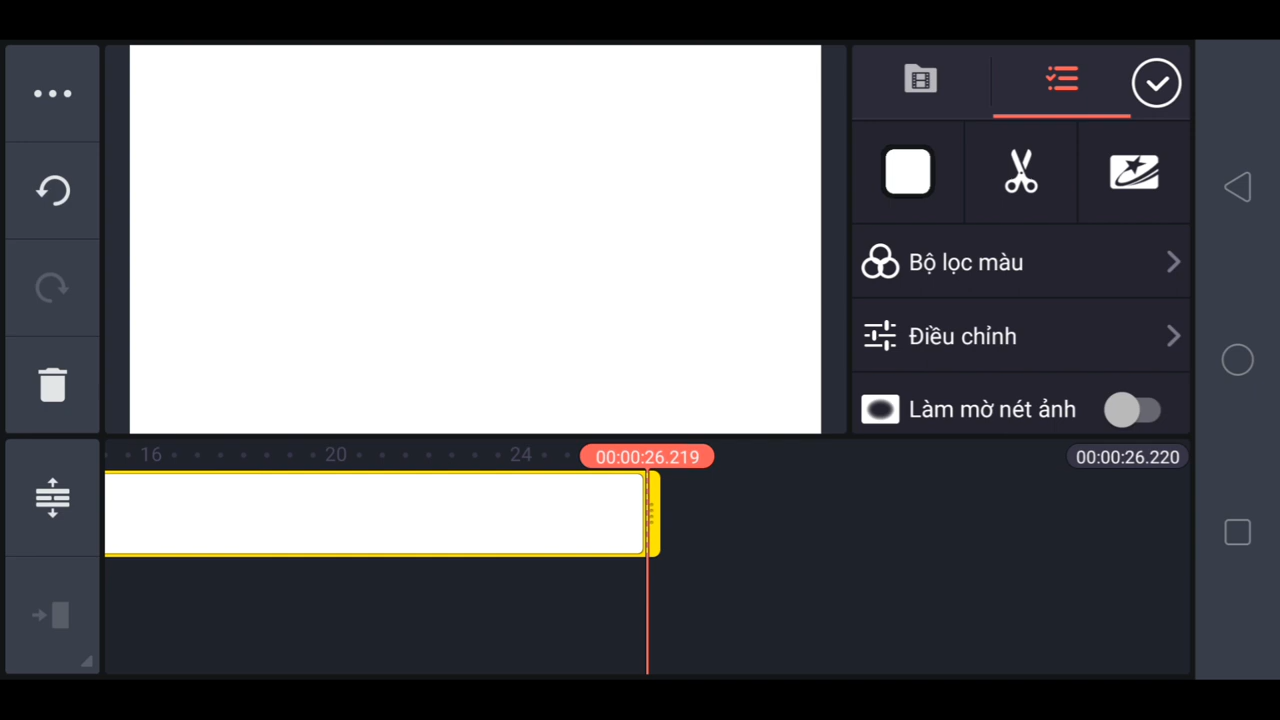 Bộ lọc màu
Điều chỉnh
Làm mờ nét ảnh
16
20
24
00:00:26.219
00:00:26.220